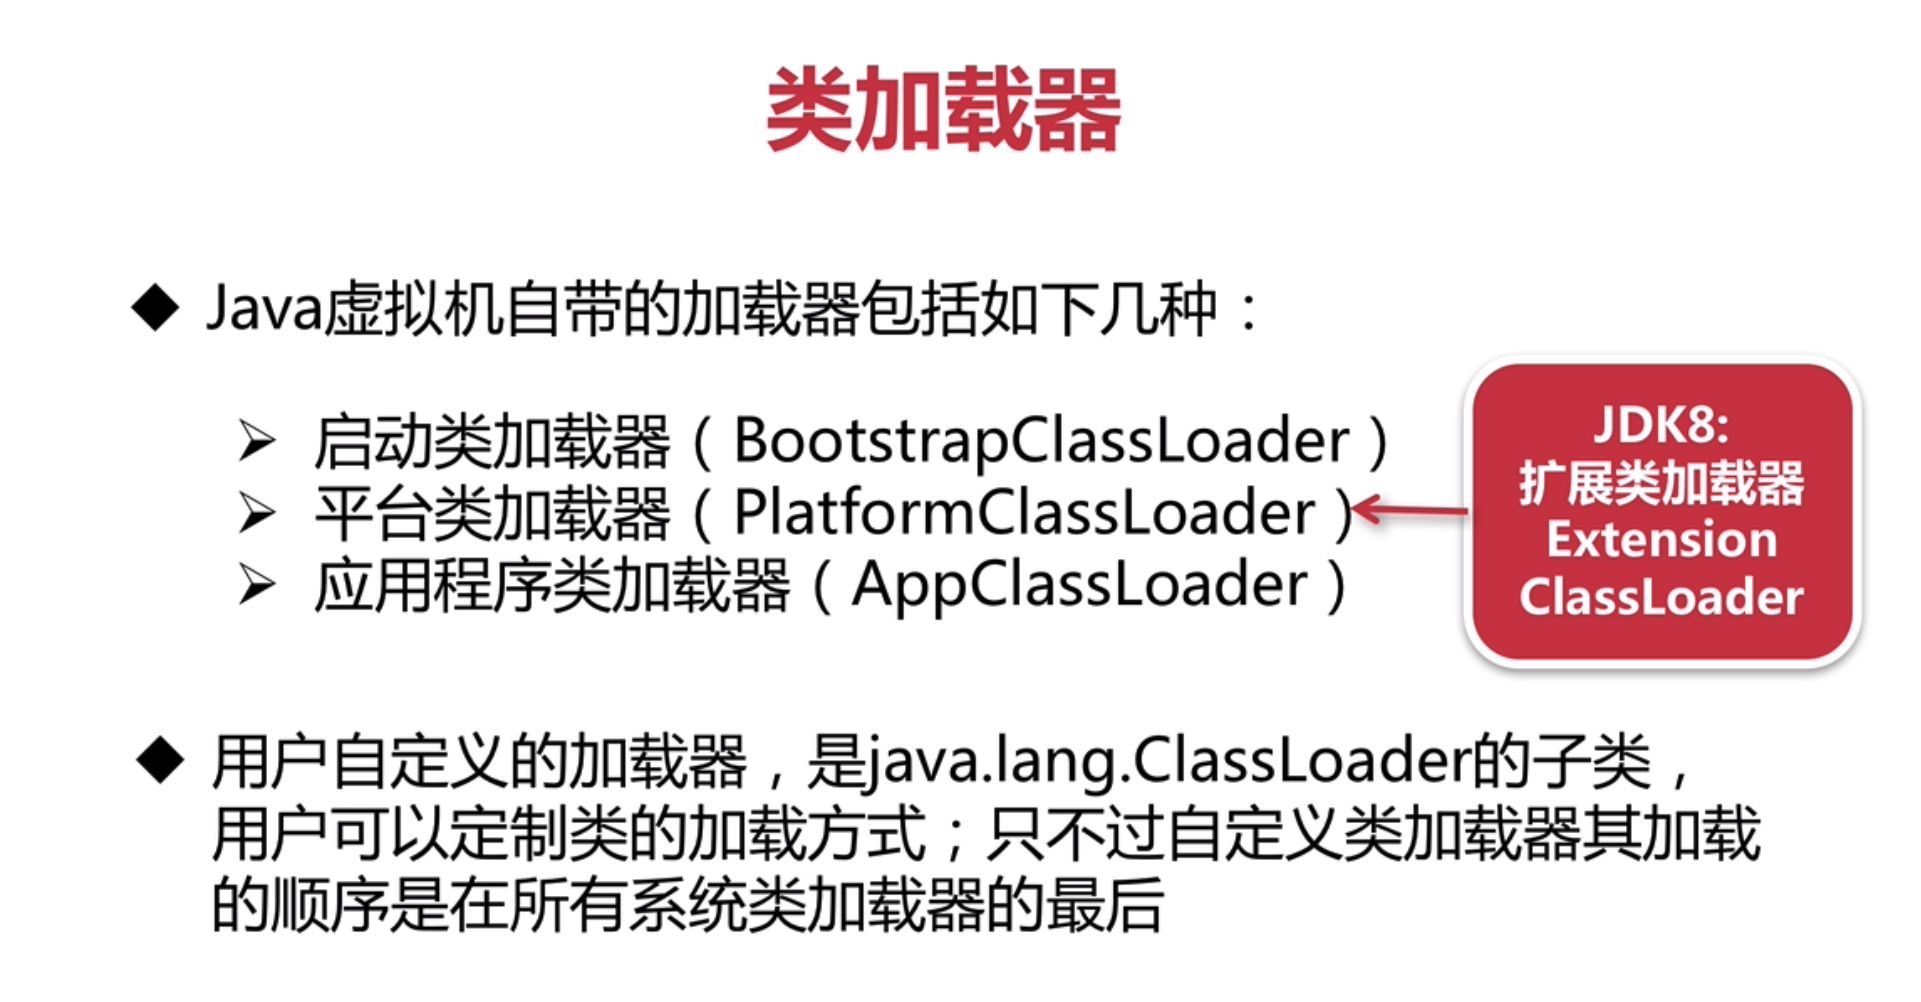 类加载器
Java虚拟机自带的加载器包括如下几种：
启动类加载器（BootstrapClassLoader）
平台类加载器（PlatformClassLoader）
应用程序类加载器（AppClassLoader）
JDK8:
扩展类加载器
Extension
ClassLoader
用户自定义的加载器，是java.lang.ClassLoader的子类，
用户可以定制类的加载方式；只不过自定义类加载器其加载
的顺序是在所有系统类加载器的最后